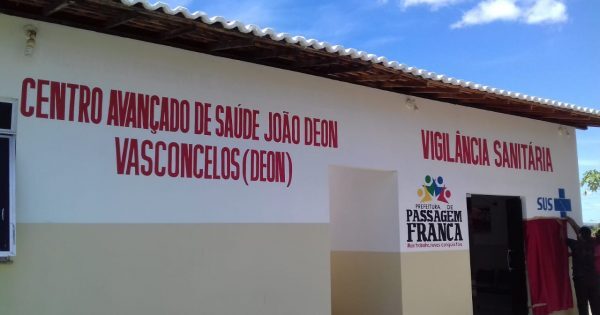 CENTRO AVANÇADO DE SAÚDE JOÃO DEON
VASCONCELOS (DEON)
VIGILÂNCIA SANITÁRIA
SUS
PREFEITURA DE
PASSAGEM
FRANCA